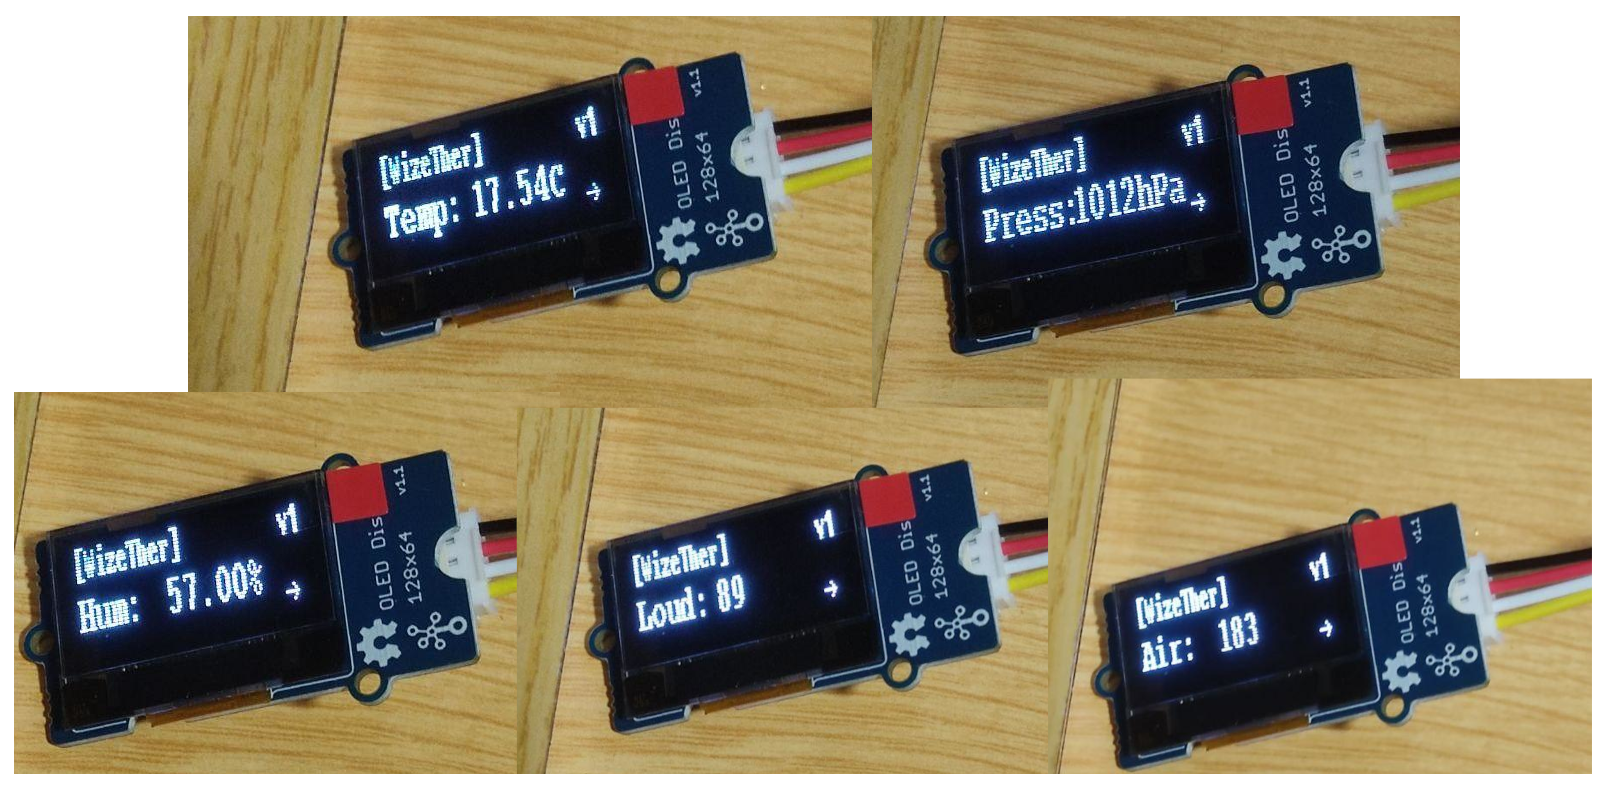 [WizeTher] v1
Temp: 17.54C →
OLED Dis
128x64
v1.1
[WizeTher] v1
Press:1012hPa →
OLED Dis
128x64
v1.1
[WizeTher] v1
Hum: 57.00% →
OLED Dis
128x64
v1.1
[WizeTher] v1
Loud: 89 →
OLED Dis
128x64
v1.1
[WizeTher] v1
Air: 183 →
OLED Dis
128x64
v1.1